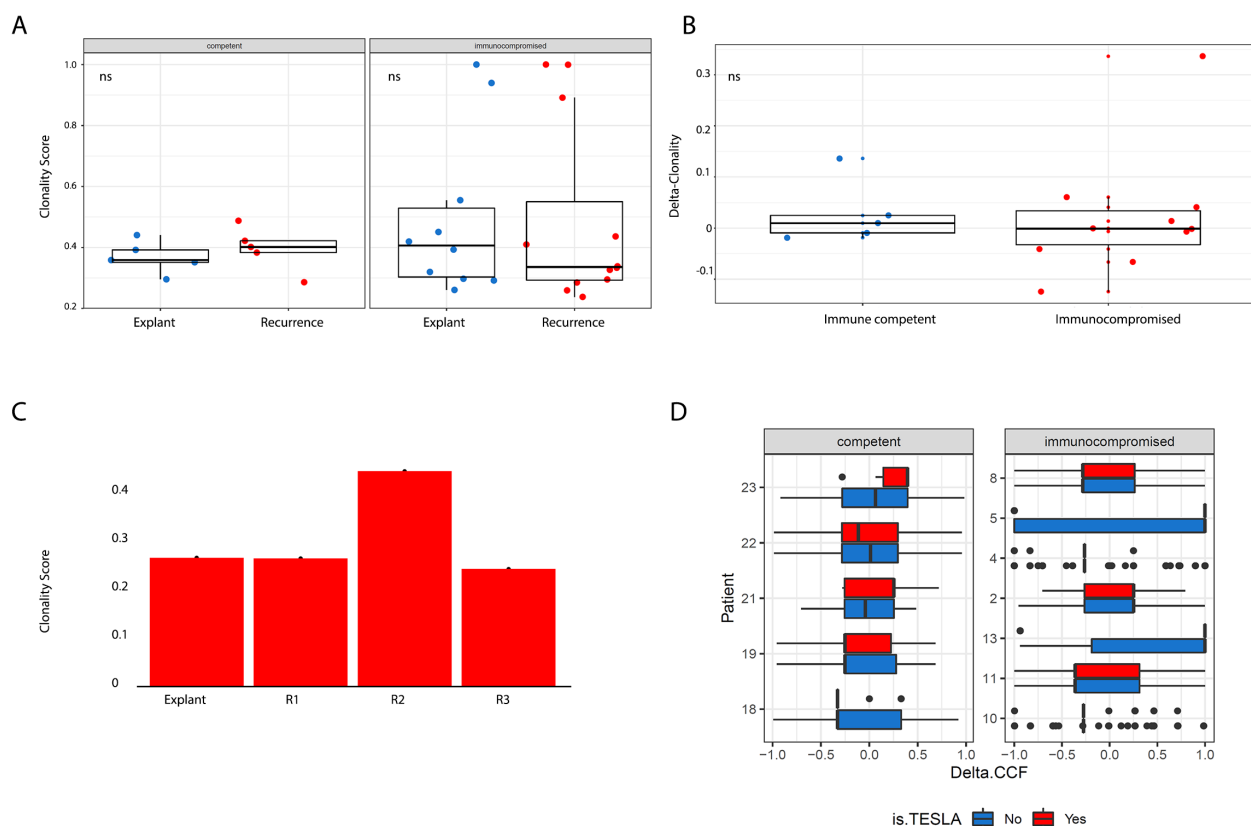 A
competent
immunocompromised
ns
ns
1.0
0.8
0.6
0.4
0.2
Clonality Score
Explant
Recurrence
Explant
Recurrence
B
ns
0.3
0.2
0.1
0
-0.1
Delta-Clonality
Immune competent
Immunocompromised
C
0.4
0.3
0.2
0.1
0
Clonality Score
Explant
R1
R2
R3
D
competent
immunocompromised
23
22
21
19
18
Patient
8
5
4
2
13
11
10
−1.0 −0.5 0.0 0.5 1.0
−1.0 −0.5 0.0 0.5 1.0
Delta.CCF
is.TESLA No Yes